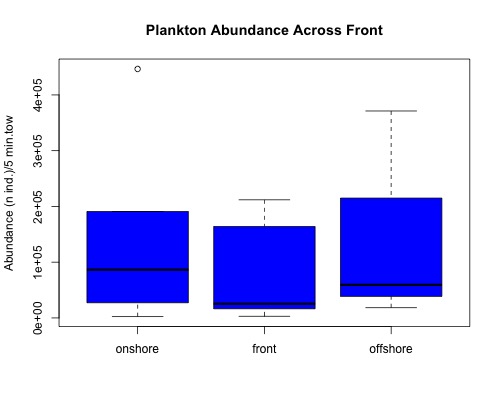 Plankton Abundance Across Front
Abundance (n ind.)/5 min.tow
4e+05
3e+05
2e+05
1e+05
0e+00
onshore front offshore